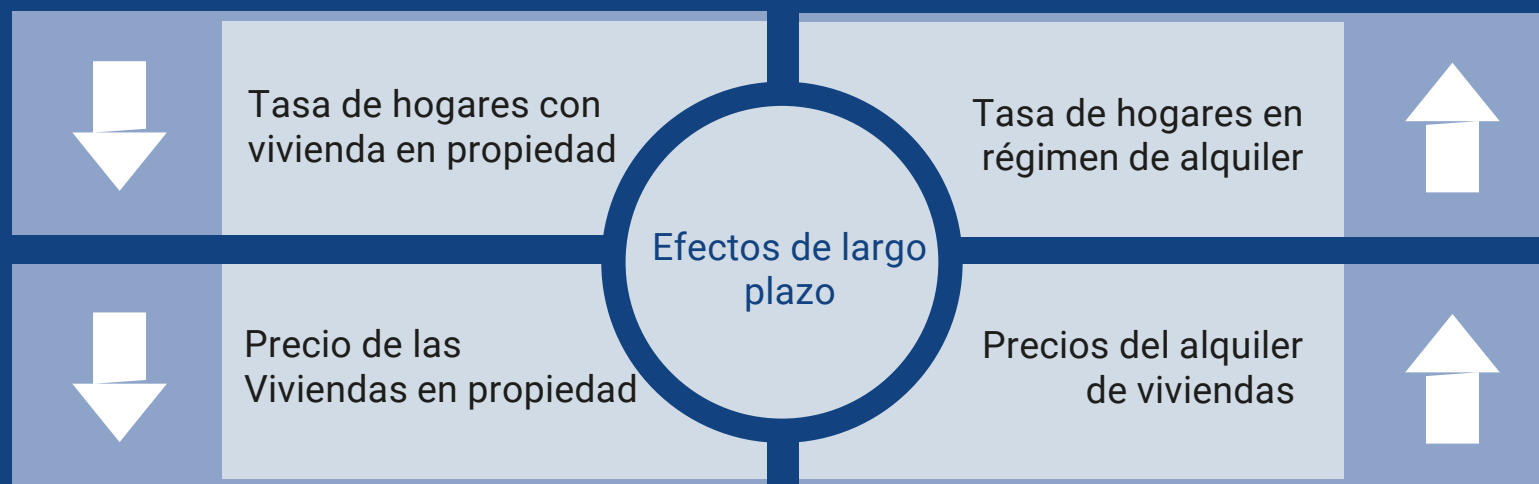 Tasa de hogares con
vivienda en propiedad
Tasa de hogares en
régimen de alquiler
Efectos de largo
plazo
Precio de las
Viviendas en propiedad
Precios del alquiler
de viviendas